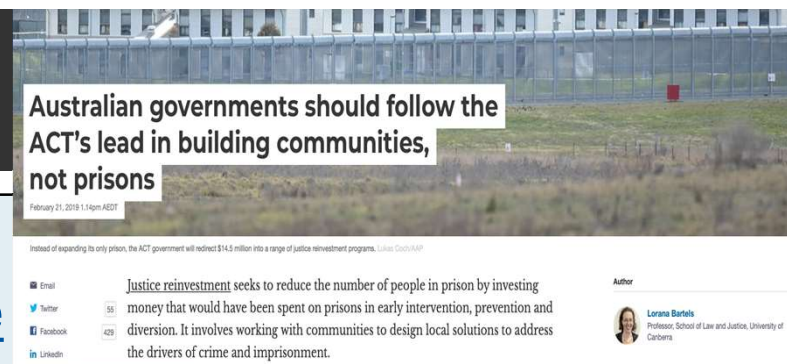 Australian governments should follow the
ACT's lead in building communities,
not prisons
February 21, 2019 1.14pm AEDT
Instead of expanding its only prison, the ACT government will redirect $14.5 million into a range of justice reinvestment programs. Lukas Coch/AAP
Email
Twitter 55
Facebook 429
LinkedIn
Justice reinvestment seeks to reduce the number of people in prison by investing
money that would have been spent on prisons in early intervention, prevention and
diversion. It involves working with communities to design local solutions to address
the drivers of crime and imprisonment.
Author
Lorana Bartels
Professor, School of Law and Justice, University of
Canberra